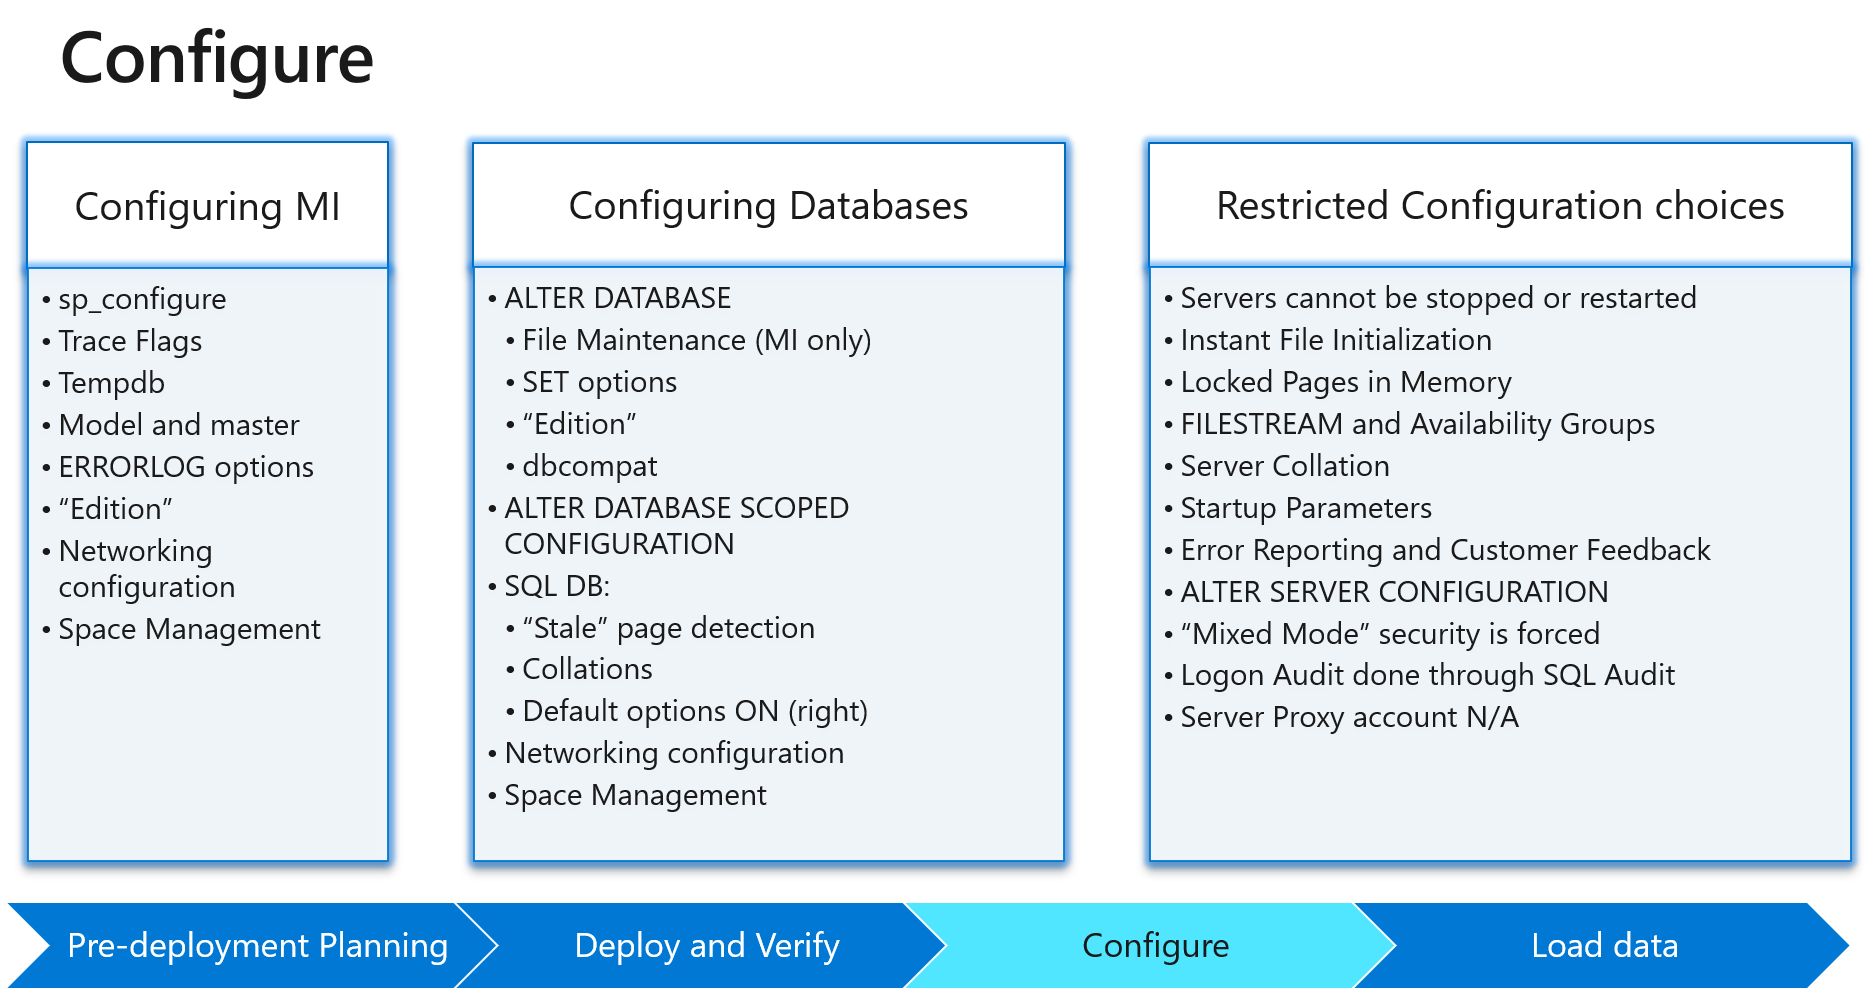 Configure
Configuring MI
• sp_configure
• Trace Flags
• Tempdb
• Model and master
• ERRORLOG options
• “Edition”
• Networking
configuration
• Space Management
Configuring Databases
• ALTER DATABASE
• File Maintenance (MI only)
• SET options
• “Edition”
• dbcompat
• ALTER DATABASE SCOPED
CONFIGURATION
• SQL DB:
• “Stale” page detection
• Collations
• Default options ON (right)
• Networking configuration
• Space Management
Restricted Configuration choices
• Servers cannot be stopped or restarted
• Instant File Initialization
• Locked Pages in Memory
• FILESTREAM and Availability Groups
• Server Collation
• Startup Parameters
• Error Reporting and Customer Feedback
• ALTER SERVER CONFIGURATION
• “Mixed Mode” security is forced
• Logon Audit done through SQL Audit
• Server Proxy account N/A
Pre-deployment Planning
Deploy and Verify
Configure
Load data